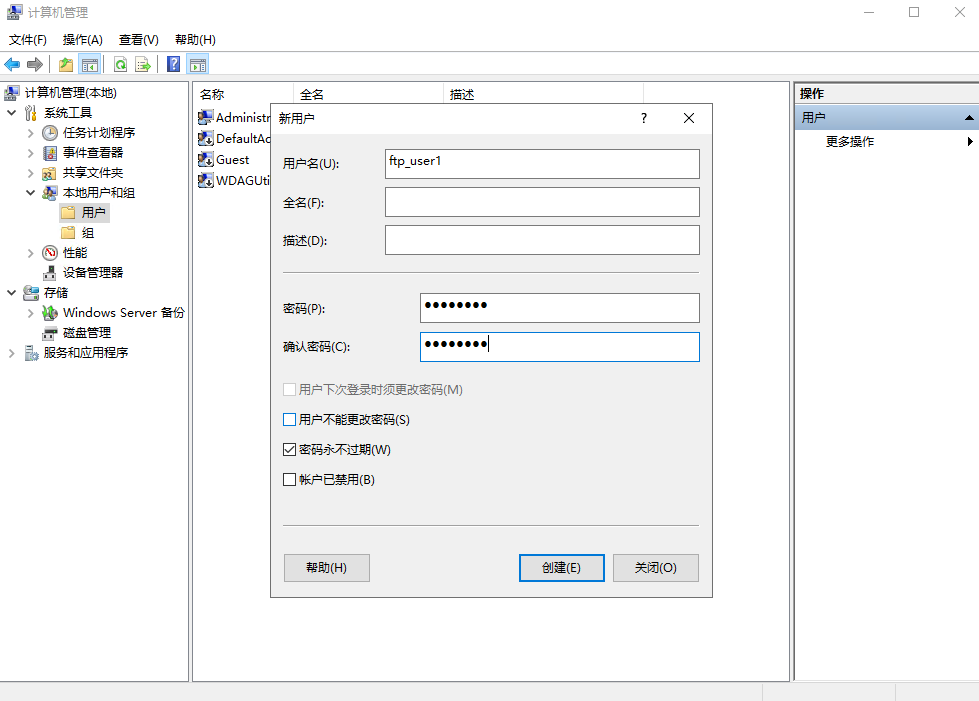 计算机管理
文件(F) 操作(A) 查看(V) 帮助(H)
计算机管理(本地)
系统工具
任务计划程序
事件查看器
共享文件夹
本地用户和组
用户
组
性能
设备管理器
存储
Windows Server 备份
磁盘管理
服务和应用程序
名称 全名 描述
Administr
DefaultAc
Guest
WDAGUti
新用户 ?
用户名(U): ftp_user1
全名(F):
描述(D):
密码(P): ●●●●●●●●
确认密码(C): ●●●●●●●●
用户下次登录时须更改密码(M)
用户不能更改密码(S)
密码永不过期(W)
帐户已禁用(B)
帮助(H) 创建(E) 关闭(O)
操作
用户
更多操作